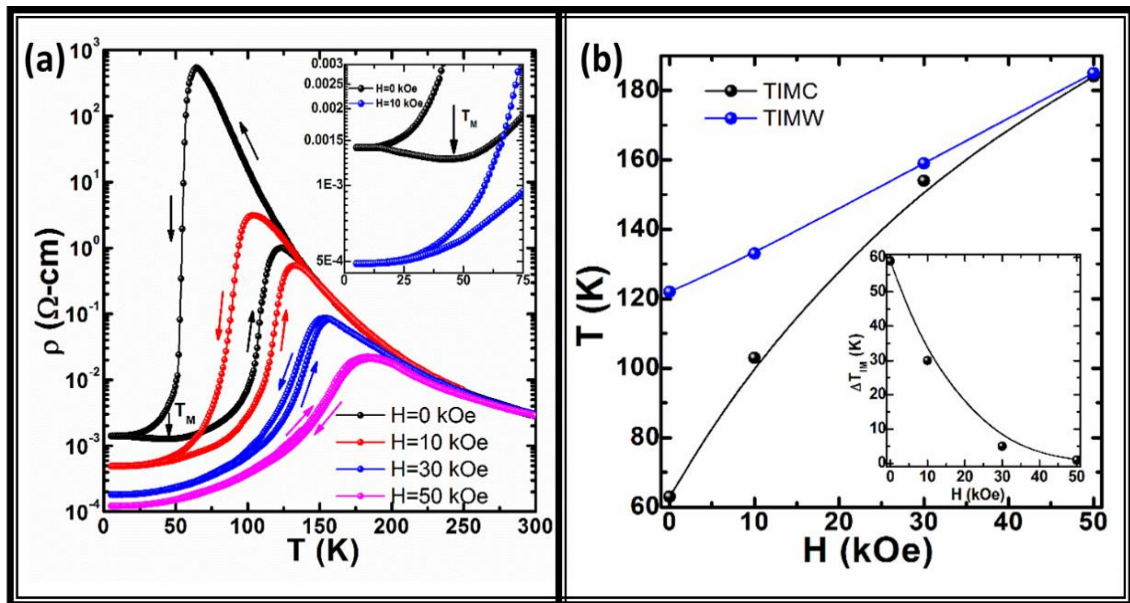 (a)
ρ (Ω-cm)
10³
10²
10¹
10⁰
10⁻¹
10⁻²
10⁻³
10⁻⁴
0 50 100 150 200 250 300
T (K)
T_M
H=0 kOe
H=10 kOe
H=30 kOe
H=50 kOe
0.003
0.0025
0.002
0.0015
1E-3
5E-4
0 25 50 75
H=0 kOe
H=10 kOe
T_M
(b)
T (K)
180
160
140
120
100
80
60
0 10 20 30 40 50
H (kOe)
TIMC
TIMW
ΔT_IM (K)
60
50
40
30
20
10
0
0 10 20 30 40 50
H (kOe)